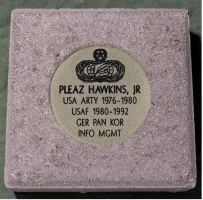 PLEAZ HAWKINS, JR
USA ARTY 1976-1980
USAF 1980-1992
GER PAN KOR
INFO MGMT